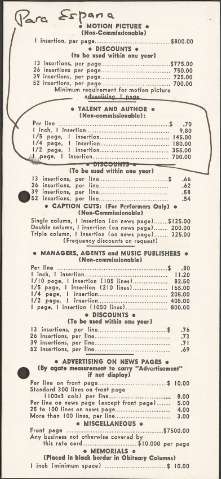 Para Espana
• MOTION PICTURE •
(Non-Commissionable)
1 insertion, per page $800.00
• DISCOUNTS •
(To be used within one year)
13 insertions, per page $775.00
26 insertions, per page 750.00
39 insertions, per page 725.00
52 insertions, per page 700.00
Minimum requirement for motion picture
advertising 1 page.
• TALENT AND AUTHOR •
(Non-commissionable):
Per line $ .70
1 inch, 1 insertion 9.80
1/5 page, 1 insertion 145.00
1/4 page, 1 insertion 180.00
1/2 page, 1 insertion 350.00
1 page, 1 insertion 700.00
• DISCOUNTS •
(To be used within one year)
13 insertions, per line $ .66
26 insertions, per line .62
39 insertions, per line .58
52 insertions, per line .54
• CAPTION CUTS: (For Performers Only) •
(Non-Commissionable)
Single column, 1 insertion (on news page) $125.00
Double column, 1 insertion (on news page) 200.00
Triple column, 1 insertion (on news page) 325.00
(Frequency discounts on request)
• MANAGERS, AGENTS and MUSIC PUBLISHERS •
(Non-commissionable)
Per line $ .80
1 inch, 1 insertion 11.20
1/10 page, 1 insertion (105 lines) 82.50
1/5 page, 1 insertion (210 lines) 165.00
1/4 page, 1 insertion 205.00
1/2 page, 1 insertion 405.00
1 page, 1 insertion (1050 lines) 800.00
• DISCOUNTS •
(To be used within one year)
13 insertions, per line $ .76
26 insertions, per line .73
39 insertions, per line .71
52 insertions, per line .69
• ADVERTISING ON NEWS PAGES •
(By agate measurement to carry "Advertisement"
if not display)
Per line on front page $ 10.00
Standard 300 lines on front page
(100x3 cols) per line 9.00
Per line on news page (except front page) 5.00
25 to 100 lines on news page 4.00
More than 100 lines, per line 3.00
• MISCELLANEOUS •
Front page $7500.00
Any business not otherwise covered by
this rate card $10.00 per page
• MEMORIALS •
(Placed in black border in Obituary Columns)
1 inch (minimum space) $ 10.00